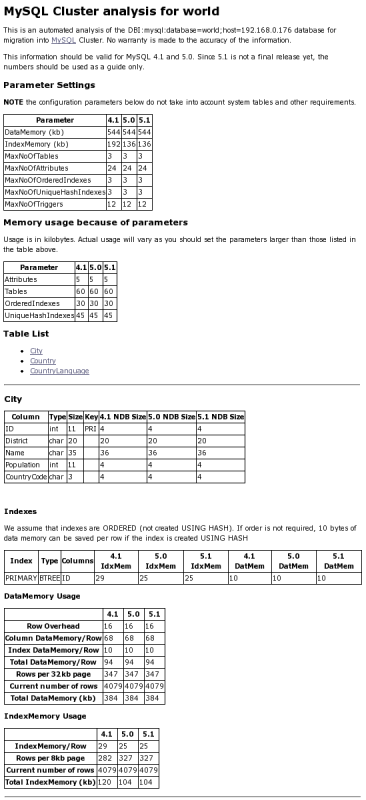 MySQL Cluster analysis for world
This is an automated analysis of the DBI:mysql:database=world;host=192.168.0.176 database for
migration into MySQL Cluster. No warranty is made to the accuracy of the information.
This information should be valid for MySQL 4.1 and 5.0. Since 5.1 is not a final release yet, the
numbers should be used as a guide only.
Parameter Settings
NOTE the configuration parameters below do not take into account system tables and other requirements.
Parameter 4.1 5.0 5.1
DataMemory (kb) 544 544 544
IndexMemory (kb) 192 136 136
MaxNoOfTables 3 3 3
MaxNoOfAttributes 24 24 24
MaxNoOfOrderedIndexes 3 3 3
MaxNoOfUniqueHashIndexes 3 3 3
MaxNoOfTriggers 12 12 12
Memory usage because of parameters
Usage is in kilobytes. Actual usage will vary as you should set the parameters larger than those listed in
the table above.
Parameter 4.1 5.0 5.1
Attributes 5 5 5
Tables 60 60 60
OrderedIndexes 30 30 30
UniqueHashIndexes 45 45 45
Table List
• City
• Country
• CountryLanguage
City
Column Type Size Key 4.1 NDB Size 5.0 NDB Size 5.1 NDB Size
ID int 11 PRI 4 4 4
District char 20 20 20 20
Name char 35 36 36 36
Population int 11 4 4 4
CountryCode char 3 4 4 4
Indexes
We assume that indexes are ORDERED (not created USING HASH). If order is not required, 10 bytes of
data memory can be saved per row if the index is created USING HASH
Index Type Columns 4.1 IdxMem 5.0 IdxMem 5.1 IdxMem 4.1 DatMem 5.0 DatMem 5.1 DatMem
PRIMARY BTREE ID 29 25 25 10 10 10
DataMemory Usage
4.1 5.0 5.1
Row Overhead 16 16 16
Column DataMemory/Row 68 68 68
Index DataMemory/Row 10 10 10
Total DataMemory/Row 94 94 94
Rows per 32kb page 347 347 347
Current number of rows 4079 4079 4079
Total DataMemory (kb) 384 384 384
IndexMemory Usage
4.1 5.0 5.1
IndexMemory/Row 29 25 25
Rows per 8kb page 282 327 327
Current number of rows 4079 4079 4079
Total IndexMemory (kb) 120 104 104